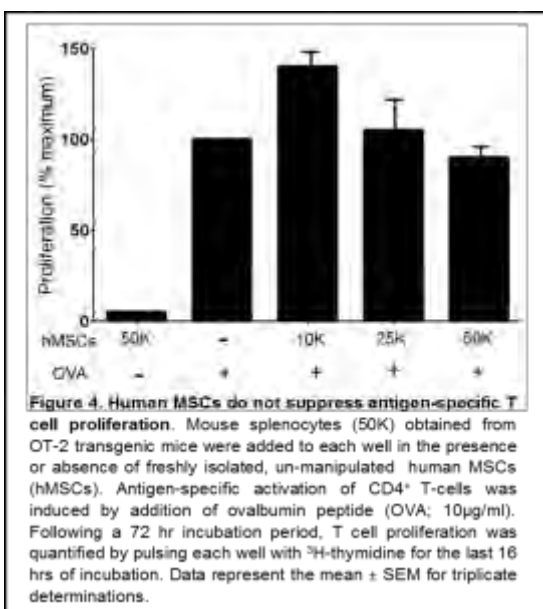 150
100
50
0
Proliferation (% maximum)
hMSCs 50K - 10K 25K 50K
OVA - + + + +
Figure 4. Human MSCs do not suppress antigen-specific T
cell proliferation. Mouse splenocytes (50K) obtained from
OT-2 transgenic mice were added to each well in the presence
or absence of freshly isolated, un-manipulated human MSCs
(hMSCs). Antigen-specific activation of CD4⁺ T-cells was
induced by addition of ovalbumin peptide (OVA; 10µg/ml).
Following a 72 hr incubation period, T cell proliferation was
quantified by pulsing each well with ³H-thymidine for the last 16
hrs of incubation. Data represent the mean ± SEM for triplicate
determinations.